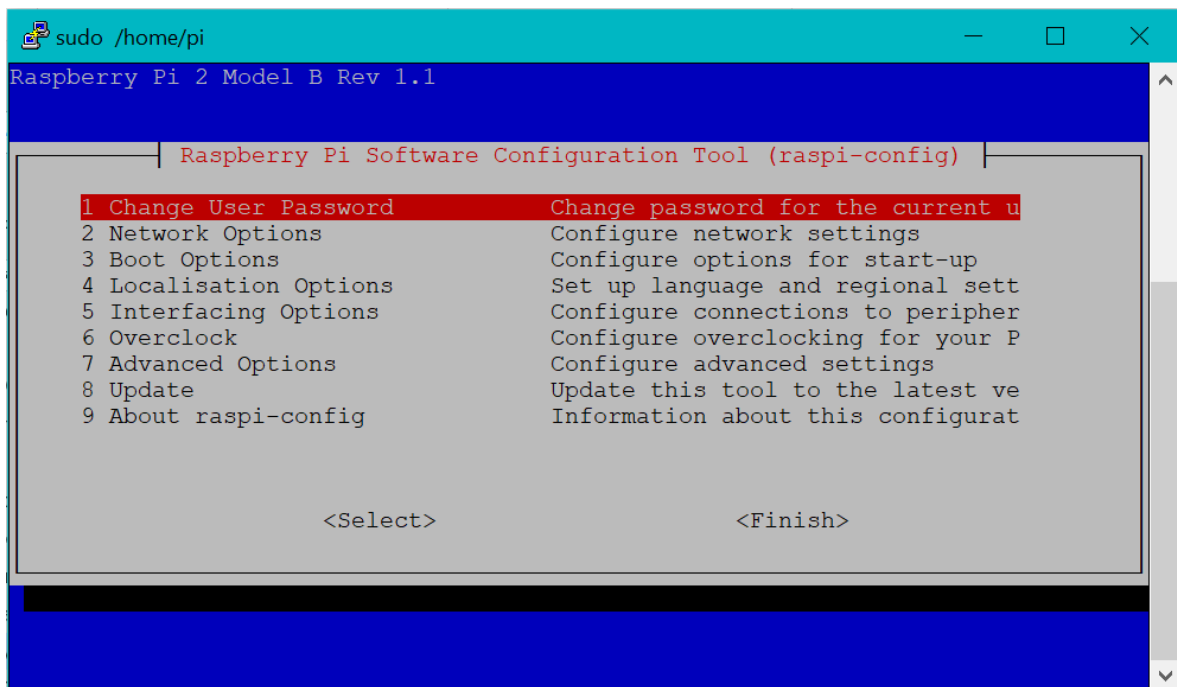 sudo /home/pi
Raspberry Pi 2 Model B Rev 1.1
Raspberry Pi Software Configuration Tool (raspi-config)
1 Change User Password Change password for the current u
2 Network Options Configure network settings
3 Boot Options Configure options for start-up
4 Localisation Options Set up language and regional sett
5 Interfacing Options Configure connections to peripher
6 Overclock Configure overclocking for your P
7 Advanced Options Configure advanced settings
8 Update Update this tool to the latest ve
9 About raspi-config Information about this configurat
<Select> <Finish>